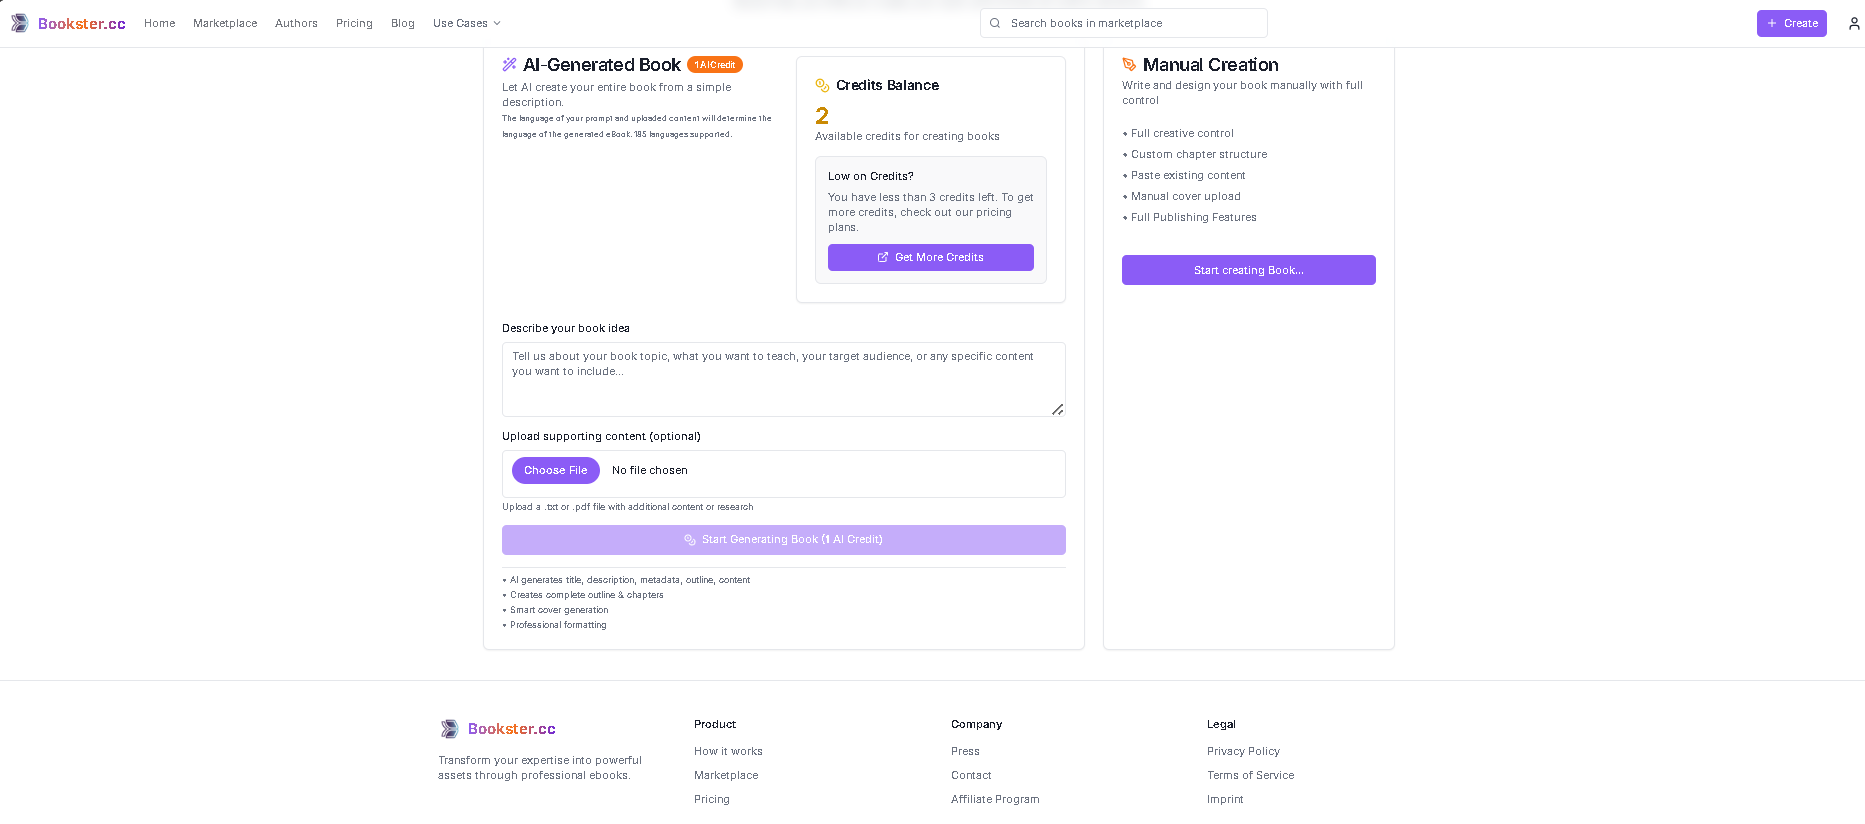 Bookster.cc
Home
Marketplace
Authors
Pricing
Blog
Use Cases
Search books in marketplace
+ Create
AI-Generated Book
1 AI Credit
Let AI create your entire book from a simple
description.
The language of your prompt and uploaded content will determine the
language of the generated eBook. 185 languages supported.
Credits Balance
2
Available credits for creating books
Low on Credits?
You have less than 3 credits left. To get
more credits, check out our pricing
plans.
Get More Credits
Describe your book idea
Tell us about your book topic, what you want to teach, your target audience, or any specific content
you want to include...
Upload supporting content (optional)
Choose File
No file chosen
Upload a .txt or .pdf file with additional content or research
Start Generating Book (1 AI Credit)
• AI generates title, description, metadata, outline, content
• Creates complete outline & chapters
• Smart cover generation
• Professional formatting
Manual Creation
Write and design your book manually with full
control
• Full creative control
• Custom chapter structure
• Paste existing content
• Manual cover upload
• Full Publishing Features
Start creating Book...
Bookster.cc
Transform your expertise into powerful
assets through professional ebooks.
Product
How it works
Marketplace
Pricing
Company
Press
Contact
Affiliate Program
Legal
Privacy Policy
Terms of Service
Imprint